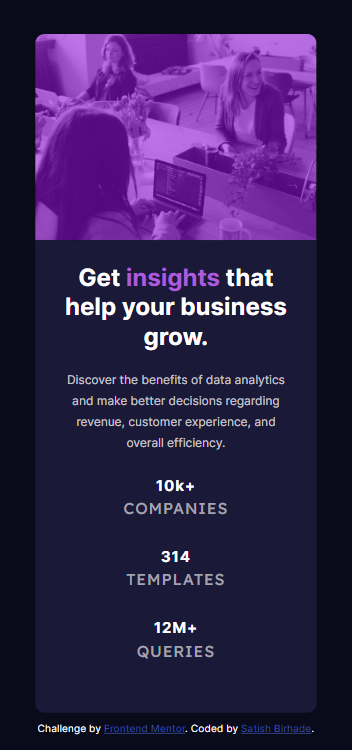 Get insights that
help your business
grow.
Discover the benefits of data analytics
and make better decisions regarding
revenue, customer experience, and
overall efficiency.
10k+
COMPANIES
314
TEMPLATES
12M+
QUERIES
Challenge by Frontend Mentor. Coded by Satish Birhade.